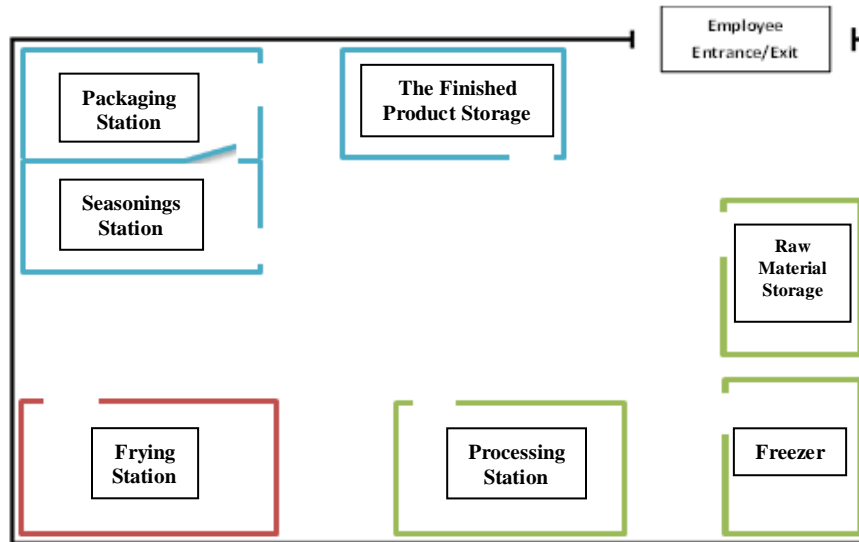 Employee
Entrance/Exit
Packaging
Station
The Finished
Product Storage
Seasonings
Station
Raw
Material
Storage
Frying
Station
Processing
Station
Freezer